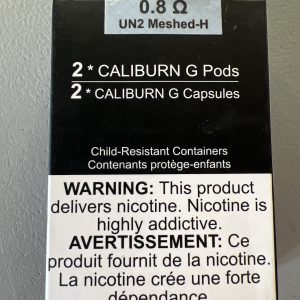 0.8 Ω
UN2 Meshed-H
2 * CALIBURN G Pods
2 * CALIBURN G Capsules
Child-Resistant Containers
Contenants protège-enfants
WARNING: This product
delivers nicotine. Nicotine is
highly addictive.
AVERTISSEMENT: Ce
produit fournit de la nicotine.
La nicotine crée une forte
dépendance.